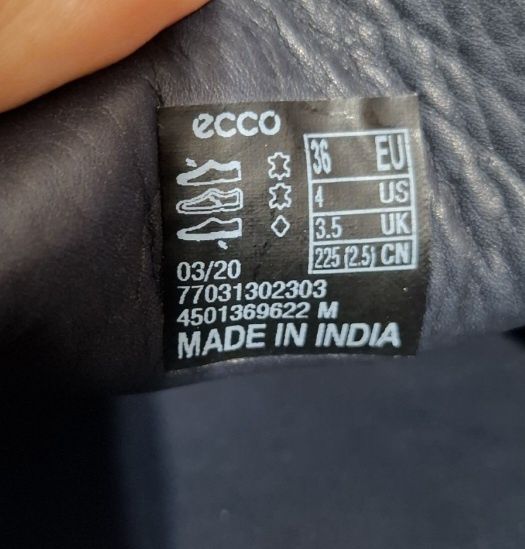 ecco
36 EU
4 US
3.5 UK
225 (2.5) CN
03/20
77031302303
4501369622 M
MADE IN INDIA